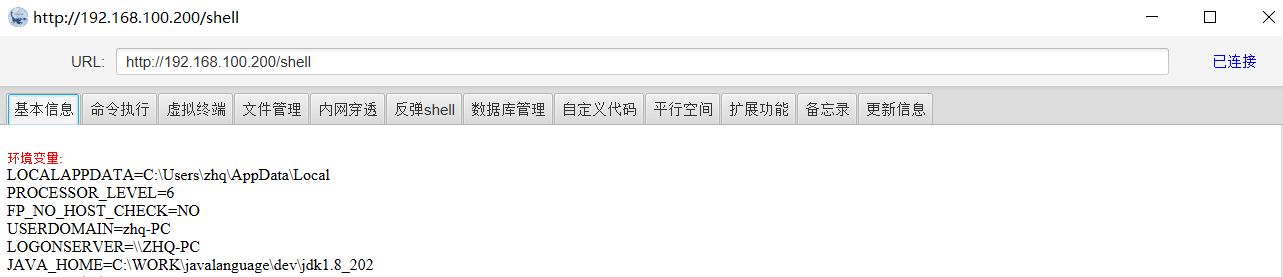 http://192.168.100.200/shell
URL: http://192.168.100.200/shell 已连接
基本信息 命令执行 虚拟终端 文件管理 内网穿透 反弹shell 数据库管理 自定义代码 平行空间 扩展功能 备忘录 更新信息
环境变量:
LOCALAPPDATA=C:\Users\zhq\AppData\Local
PROCESSOR_LEVEL=6
FP_NO_HOST_CHECK=NO
USERDOMAIN=zhq-PC
LOGONSERVER=\\ZHQ-PC
JAVA_HOME=C:\WORK\javalanguage\dev\jdk1.8_202